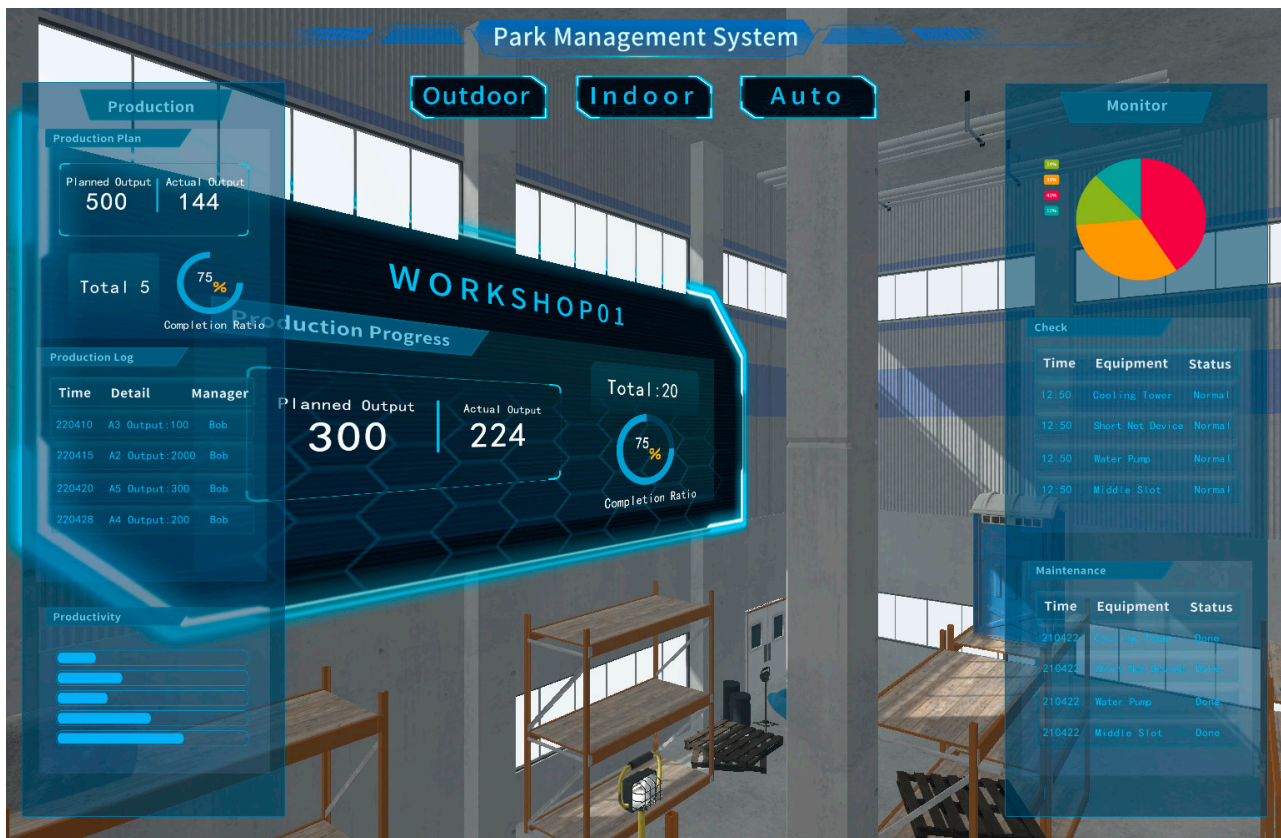 Park Management System
Outdoor
Indoor
Auto
Production
Production Plan
Planned Output
500
Actual Output
144
Total 5
75%
Completion Ratio
Production Log
Time Detail Manager
220410 A3 Output:100 Bob
220415 A2 Output:2000 Bob
220420 A5 Output:300 Bob
220428 A4 Output:200 Bob
Productivity
WORKSHOP01
Production Progress
Planned Output
300
Actual Output
224
Total:20
75%
Completion Ratio
Monitor
Check
Time Equipment Status
12:50 Cooling Tower Normal
12:50 Short Net Device Normal
12:50 Water Pump Normal
12:50 Middle Slot Normal
Maintenance
Time Equipment Status
210422 Cooling Tower Done
210422 Short Net Device Done
210422 Water Pump Done
210422 Middle Slot Done